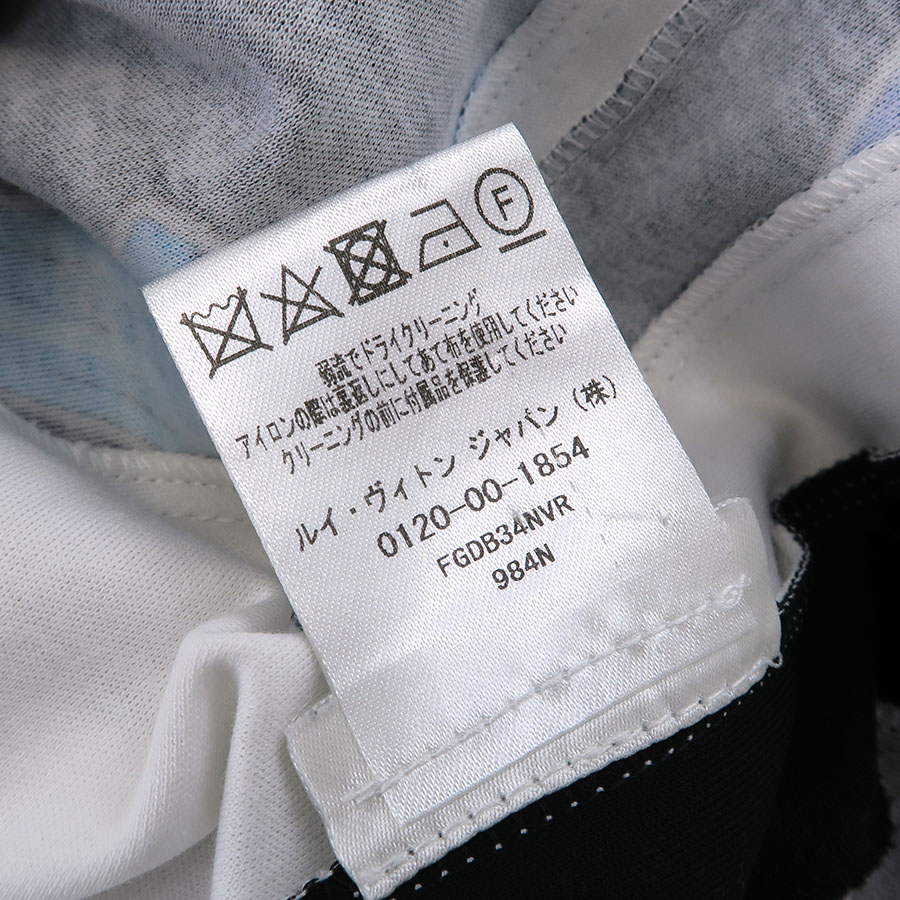 F
弱流でドライクリーニング
アイロンの際は裏返しにしてあて布を使用してください
クリーニングの前に付属品を保護してください
ルイ・ヴィトン ジャパン（株）
0120-00-1854
FGDB34NVR
984N